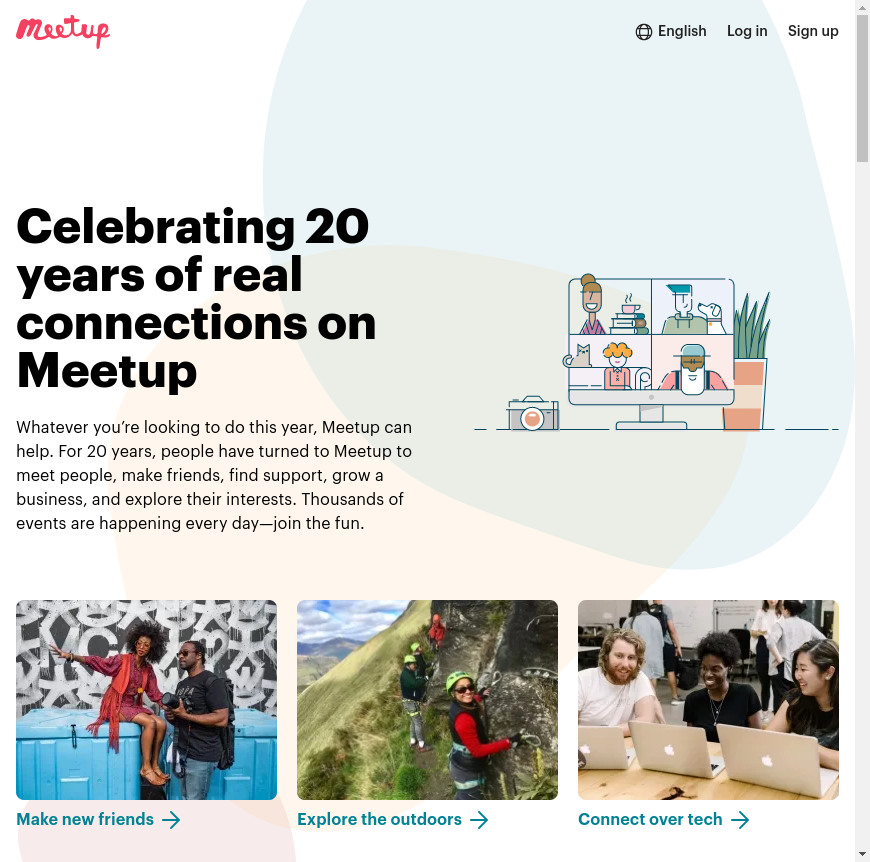 Meetup
English Log in Sign up
Celebrating 20
years of real
connections on
Meetup
Whatever you’re looking to do this year, Meetup can
help. For 20 years, people have turned to Meetup to
meet people, make friends, find support, grow a
business, and explore their interests. Thousands of
events are happening every day—join the fun.
Make new friends
Explore the outdoors
Connect over tech